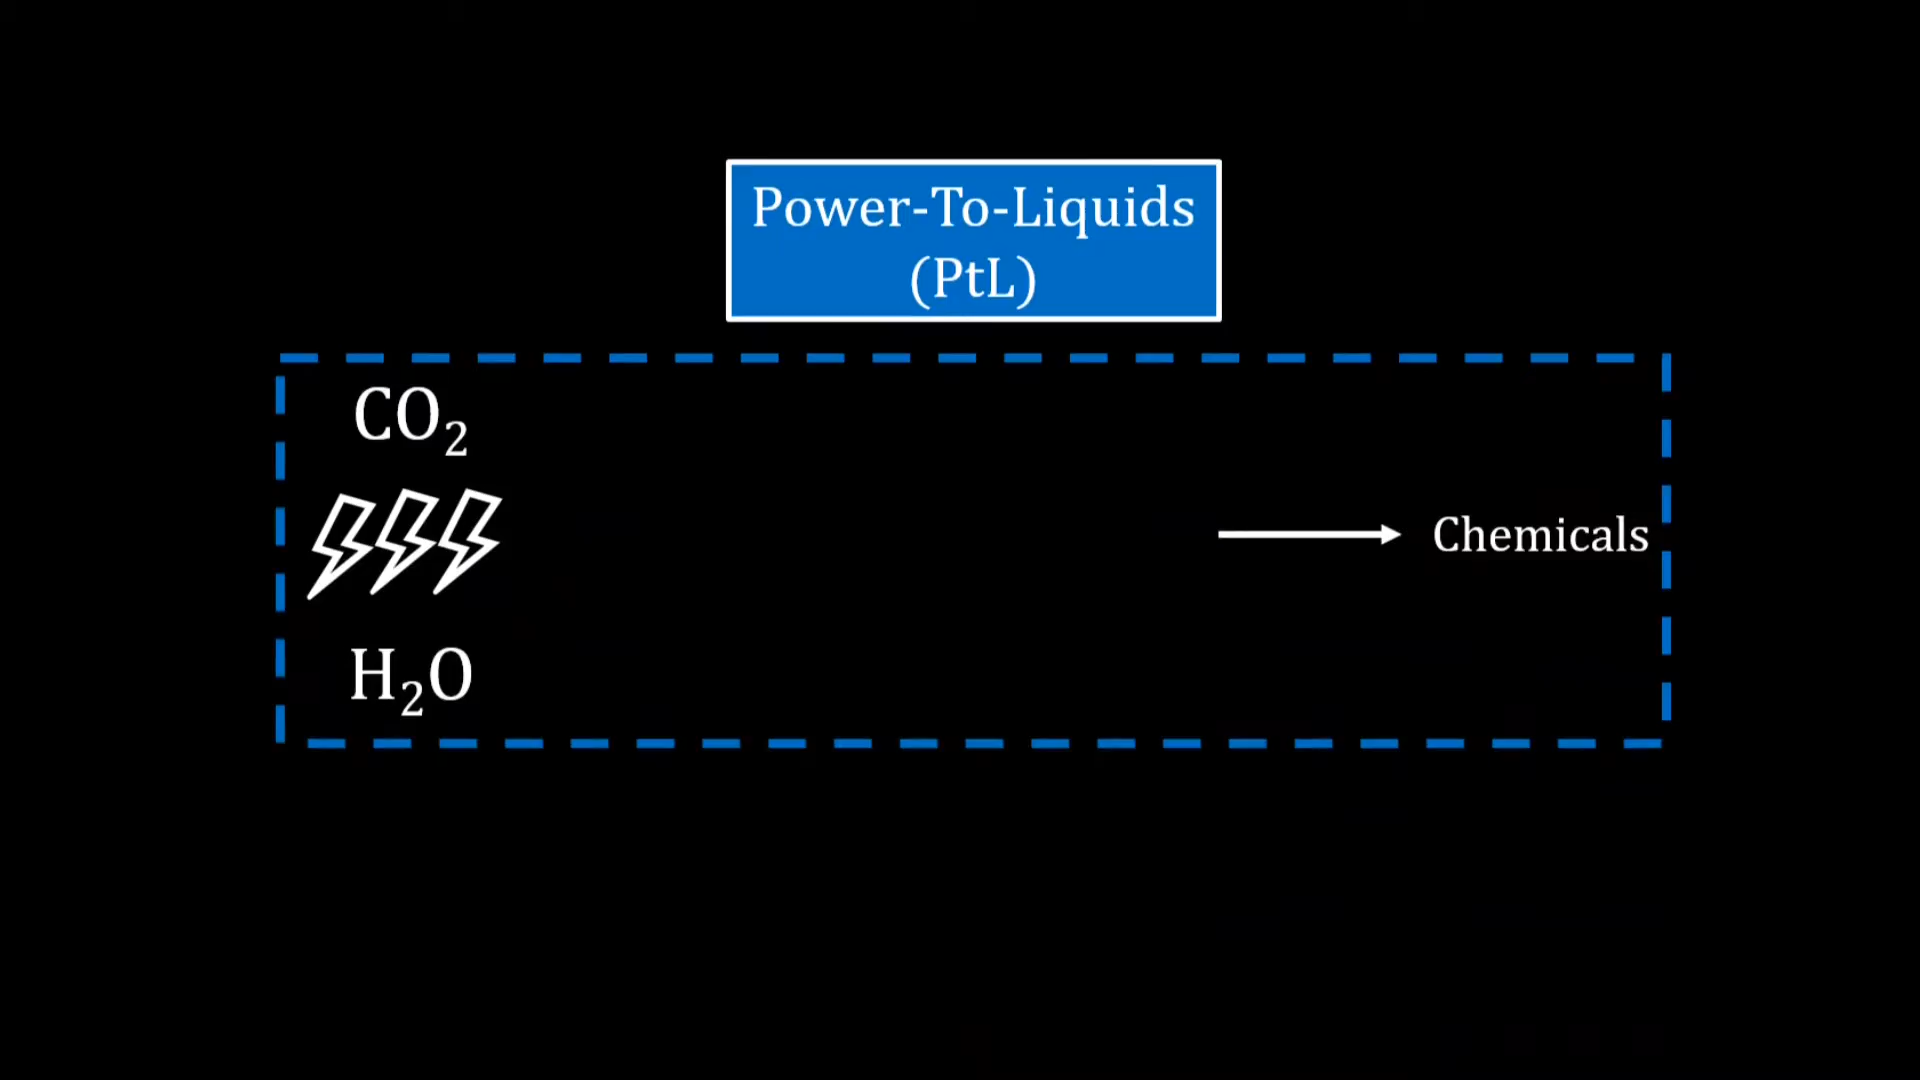 Power-To-Liquids
(PtL)
CO₂
Chemicals
H₂O